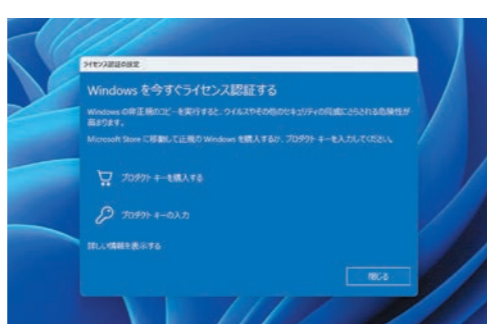 ライセンス認証の設定
Windows を今すぐライセンス認証する
Windows の非正規のコピーを実行すると、ウイルスやその他のセキュリティの脅威にさらされる危険性が
高まります。
Microsoft Store に移動して正規の Windows を購入するか、プロダクト キーを入力してください。
プロダクト キーを購入する
プロダクト キーの入力
詳しい情報を表示する
閉じる